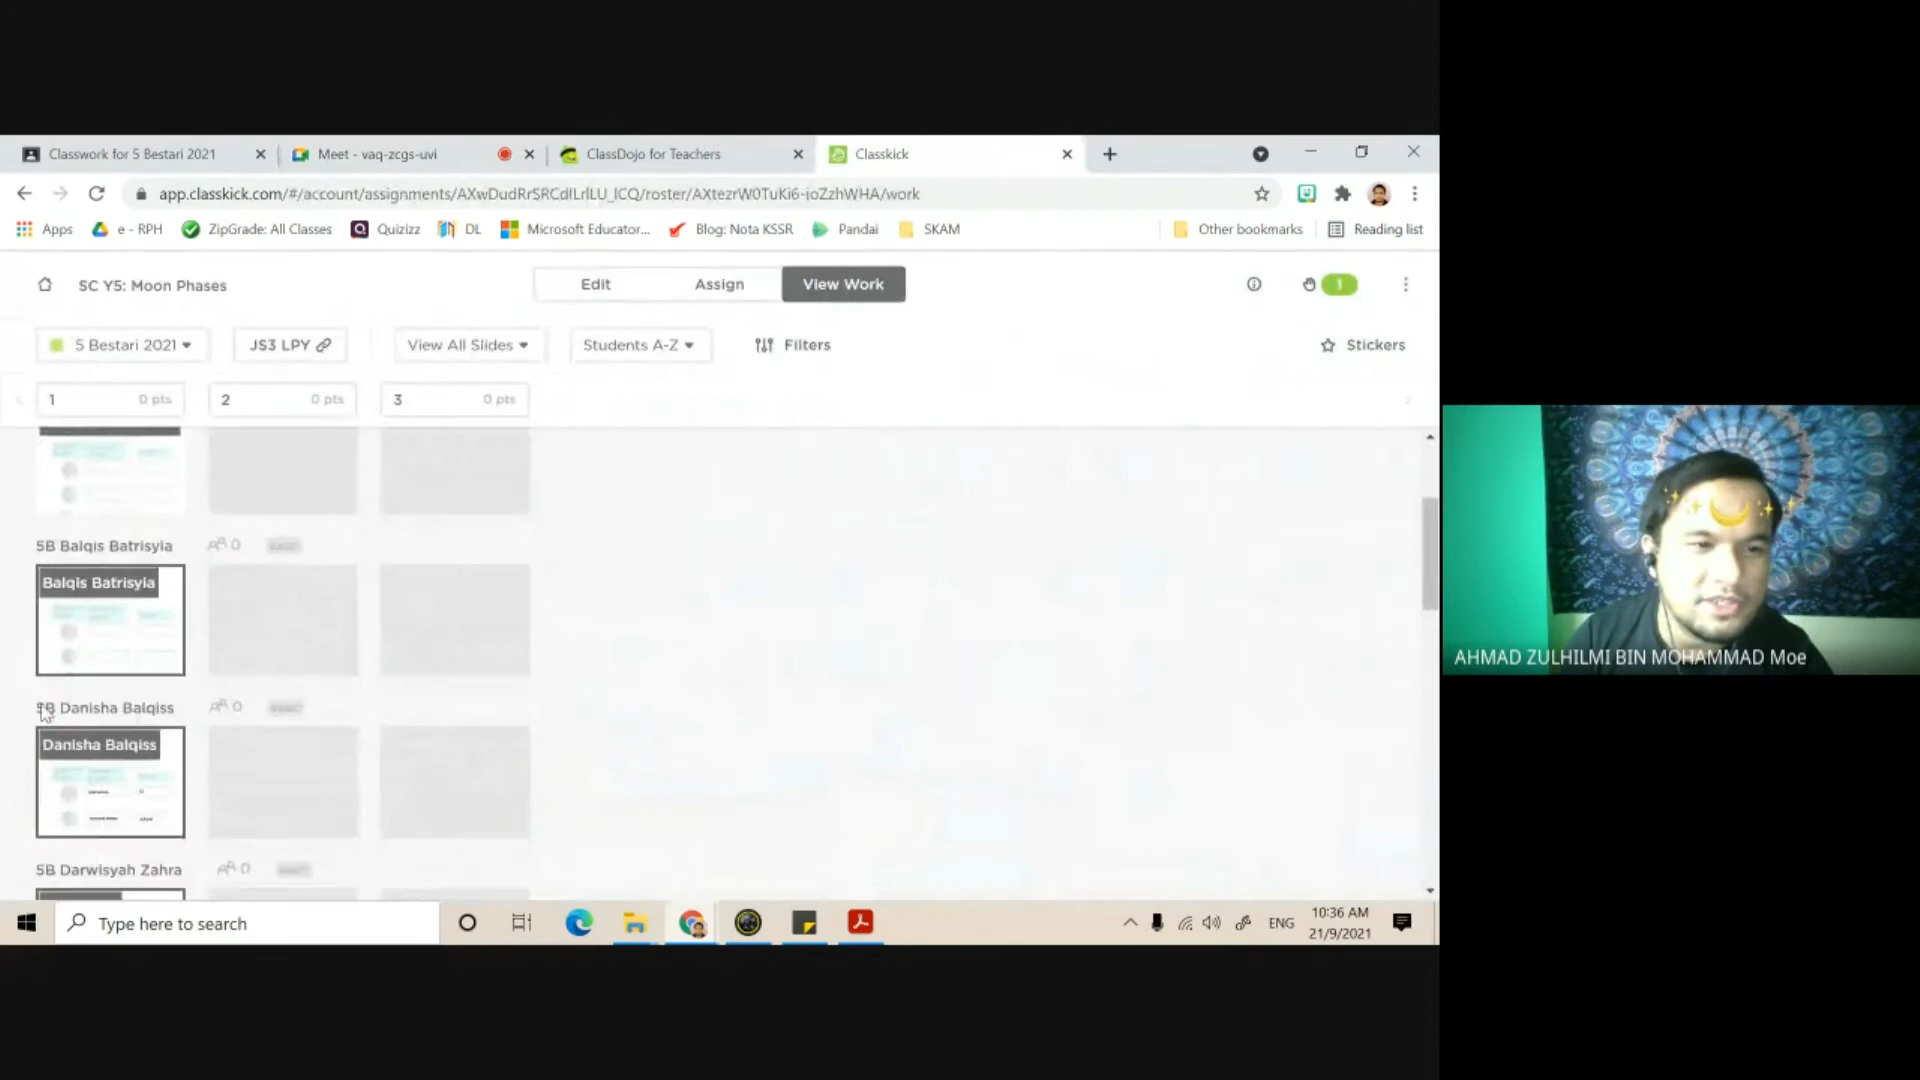 Classwork for 5 Bestari 2021
Meet - vaq-zcgs-uvi
ClassDojo for Teachers
Classkick
app.classkick.com/#/account/assignments/AXwDudRrSRCdILrlLU_ICQ/roster/AXtezrW0TuKi6-ioZzhWHA/work
Apps
e - RPH
ZipGrade: All Classes
Quizizz
DL
Microsoft Educator...
Blog: Nota KSSR
Pandai
SKAM
Other bookmarks
Reading list
SC Y5: Moon Phases
Edit
Assign
View Work
1
5 Bestari 2021
JS3 LPY
View All Slides
Students A-Z
Filters
Stickers
1 0 pts
2 0 pts
3 0 pts
5B Balqis Batrisyia 0
Balqis Batrisyia
5B Danisha Balqiss 0
Danisha Balqiss
5B Darwisyah Zahra 0
AHMAD ZULHILMI BIN MOHAMMAD Moe
Type here to search
ENG
10:36 AM
21/9/2021